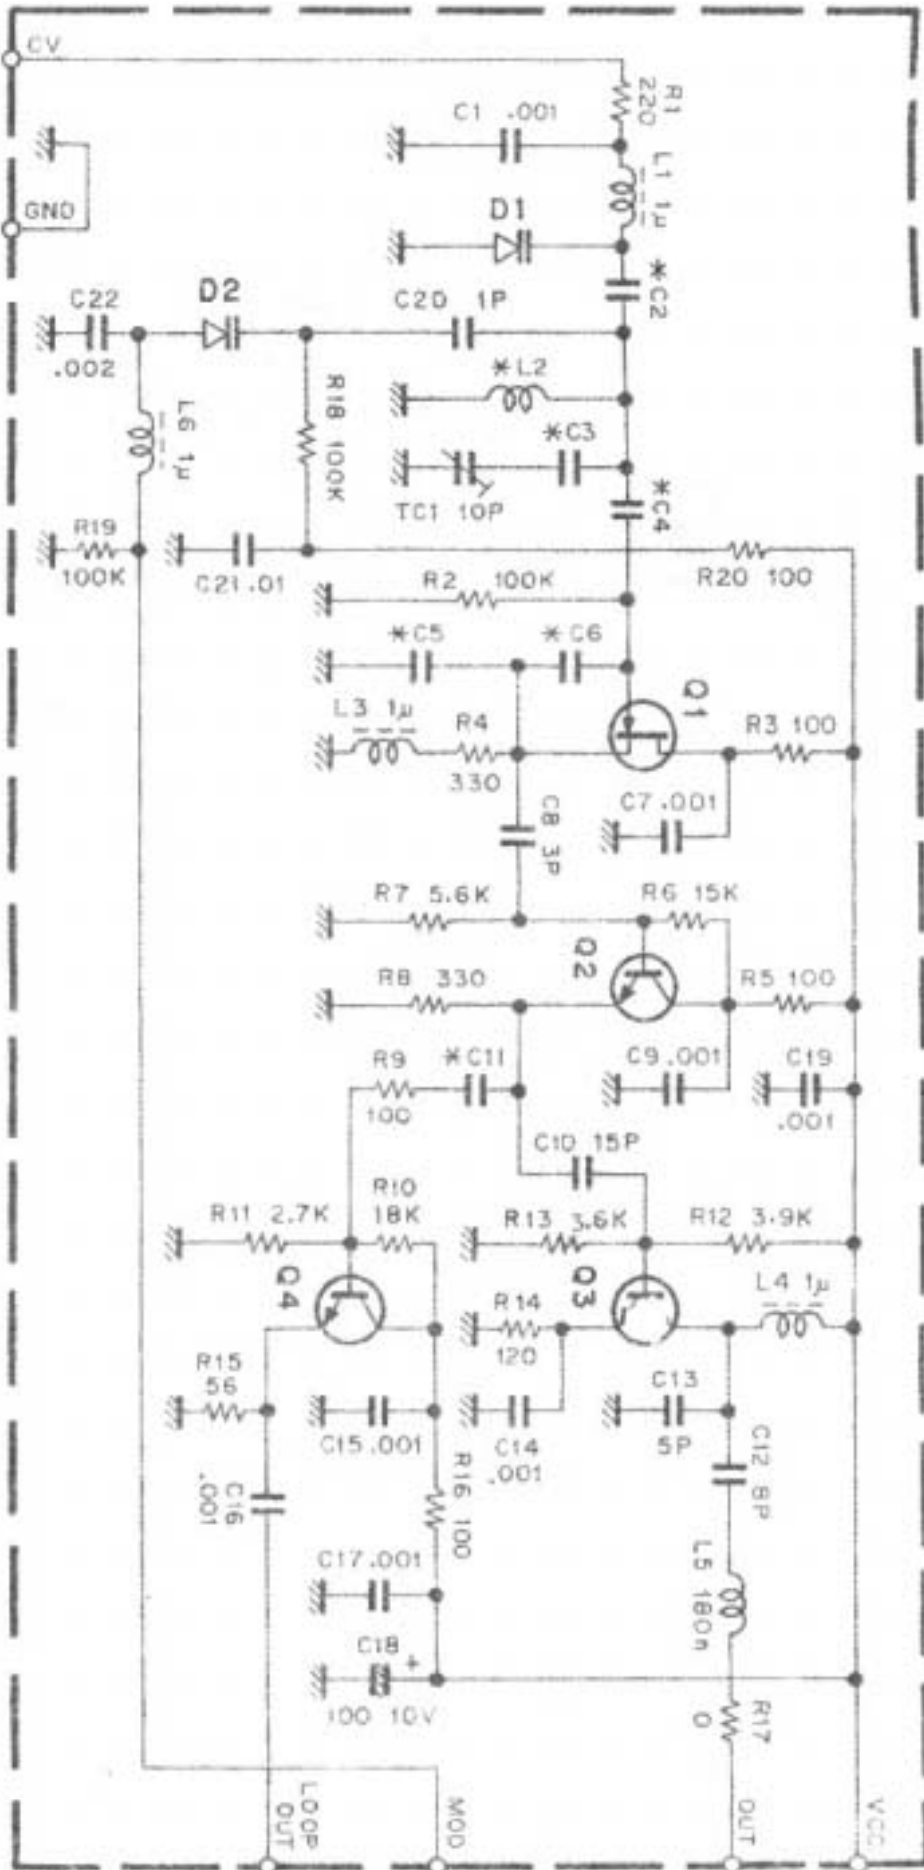 CV
R1
220
C1 .001
L1 1μ
GND
D1
*C2
C22
D2
C20 1P
.002
*L2
L6 1μ
R18 100K
*C3
*C4
TC1 10P
R19
100K
C21.01
R2 100K
R20 100
*C5
*C6
Q1
L3 1μ
R4
R3 100
330
C8 3P
C7.001
R7 5.6K
R6 15K
Q2
R8 330
R5 100
R9
*C11
C9.001
C19
100
.001
C10 15P
R11 2.7K
R10
18K
R13 3.6K
R12 3.9K
Q4
Q3
L4 1μ
R14
R15
56
120
C13
C15.001
C14
.001
5P
C12 8P
C16
.001
R16 100
C17.001
L5 180n
C18
+
100 10V
R17
0
LOOP
OUT
MOD
OUT
VCC